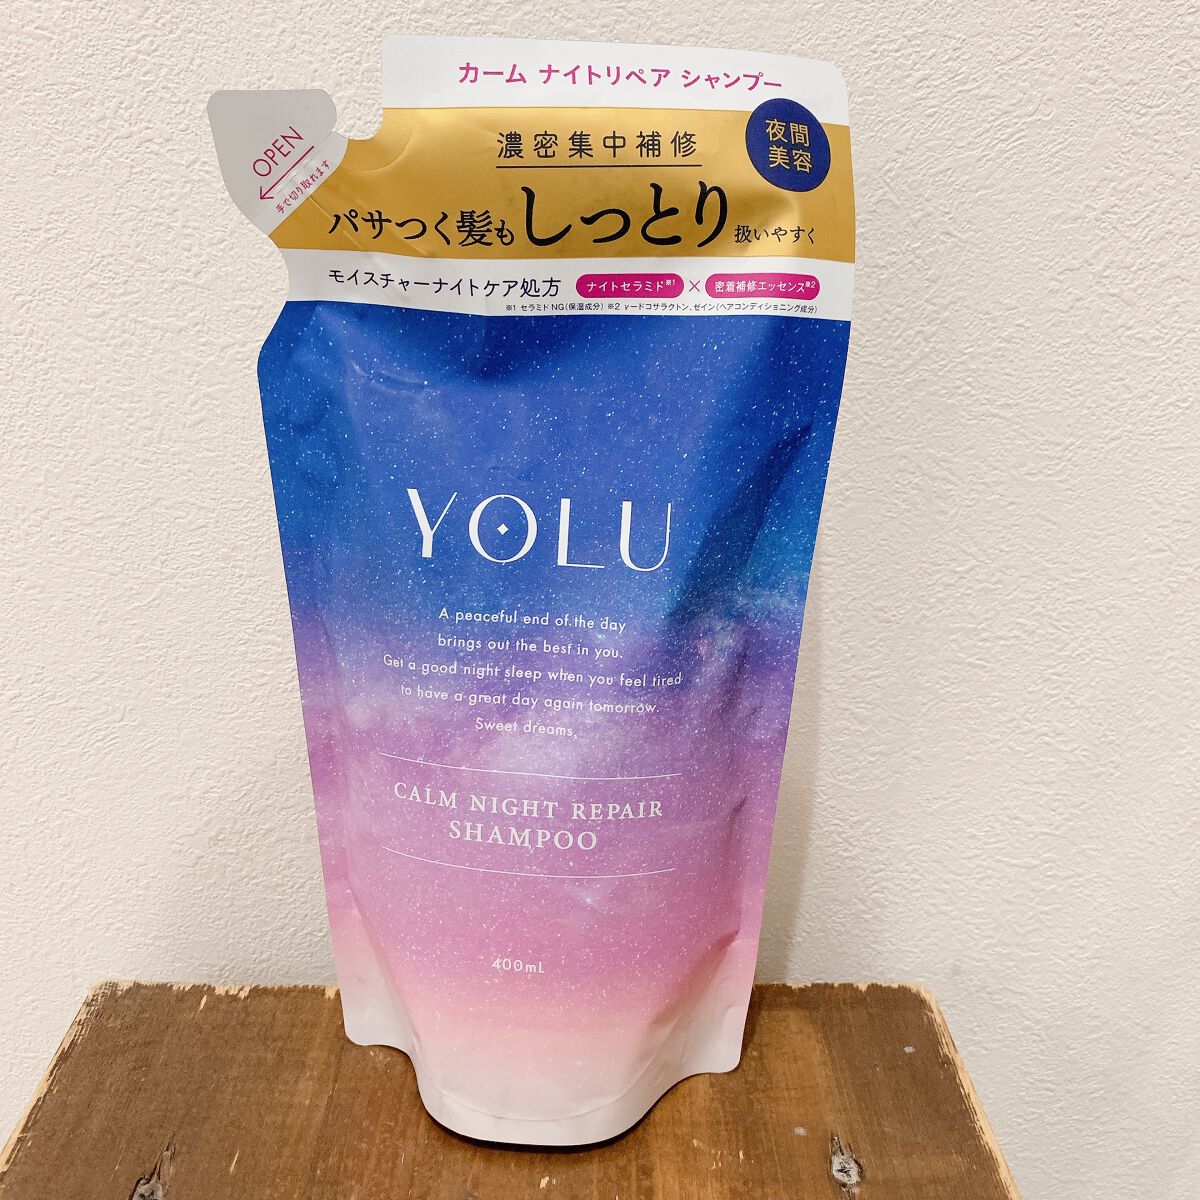 カーム ナイトリペア シャンプー
OPEN
手で切り取れます
濃密集中補修
夜間
美容
パサつく髪もしっとり扱いやすく
モイスチャーナイトケア処方 ナイトセラミド※1 × 密着補修エッセンス※2
※1 セラミドNG(保湿成分) ※2 γ-ドコサラクトン、ゼイン(ヘアコンディショニング成分)
YOLU
A peaceful end of the day
brings out the best in you.
Get a good night sleep when you feel tired
to have a great day again tomorrow.
Sweet dreams,
CALM NIGHT REPAIR
SHAMPOO
400mL